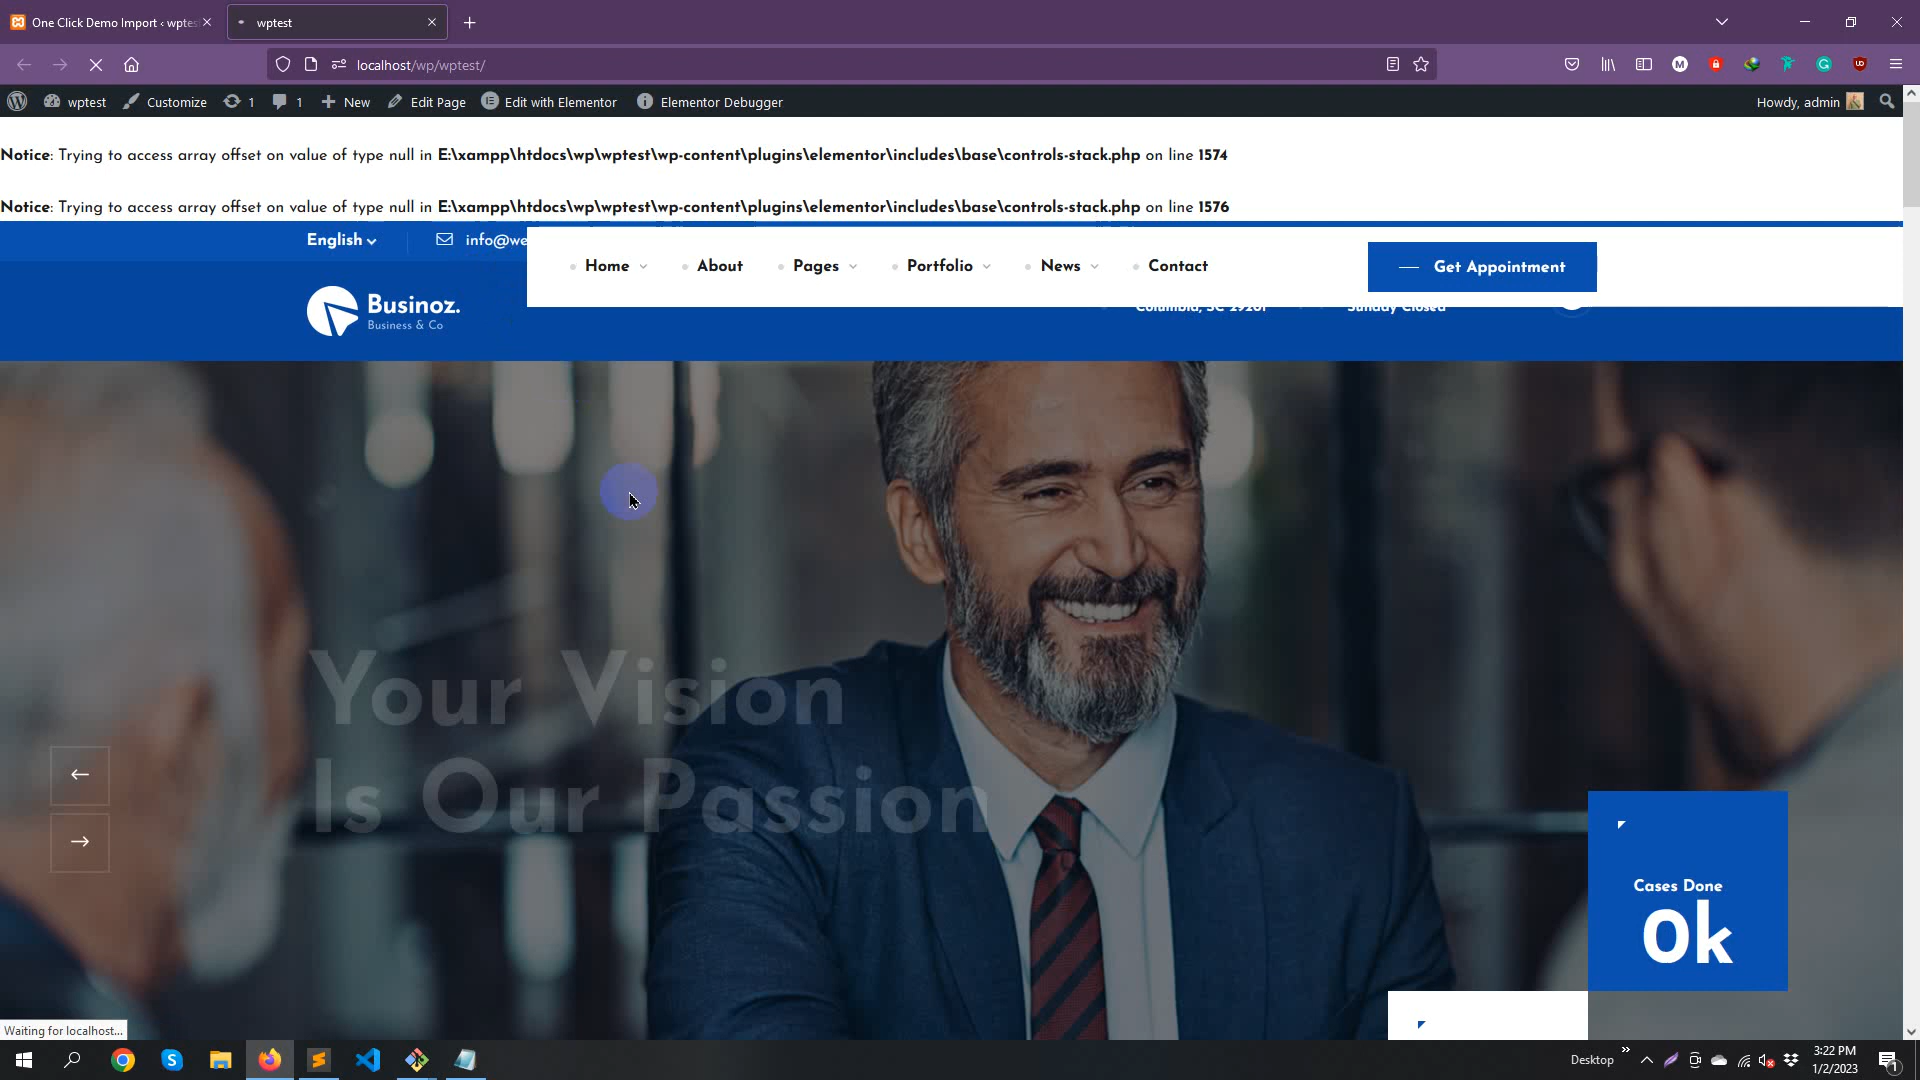 One Click Demo Import ‹ wptes
wptest
localhost/wp/wptest/
wptest
Customize
1
1
New
Edit Page
Edit with Elementor
Elementor Debugger
Howdy, admin
Notice: Trying to access array offset on value of type null in E:\xampp\htdocs\wp\wptest\wp-content\plugins\elementor\includes\base\controls-stack.php on line 1574
Notice: Trying to access array offset on value of type null in E:\xampp\htdocs\wp\wptest\wp-content\plugins\elementor\includes\base\controls-stack.php on line 1576
English
info@we
Home
About
Pages
Portfolio
News
Contact
Get Appointment
Businoz.
Business & Co
Columbia, SC 29201
Sunday Closed
Your Vision
Is Our Passion
Cases Done
0k
Waiting for localhost...
Desktop
3:22 PM
1/2/2023
1